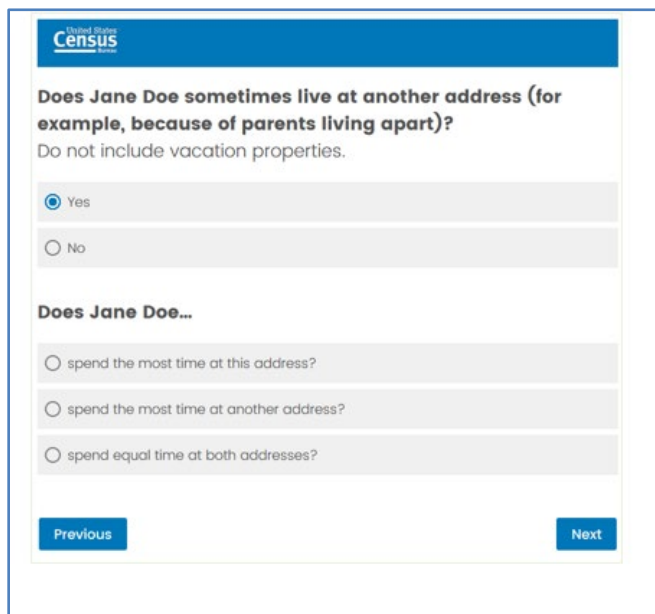 United States
Census
Bureau
Does Jane Doe sometimes live at another address (for
example, because of parents living apart)?
Do not include vacation properties.
Yes
No
Does Jane Doe...
spend the most time at this address?
spend the most time at another address?
spend equal time at both addresses?
Previous
Next